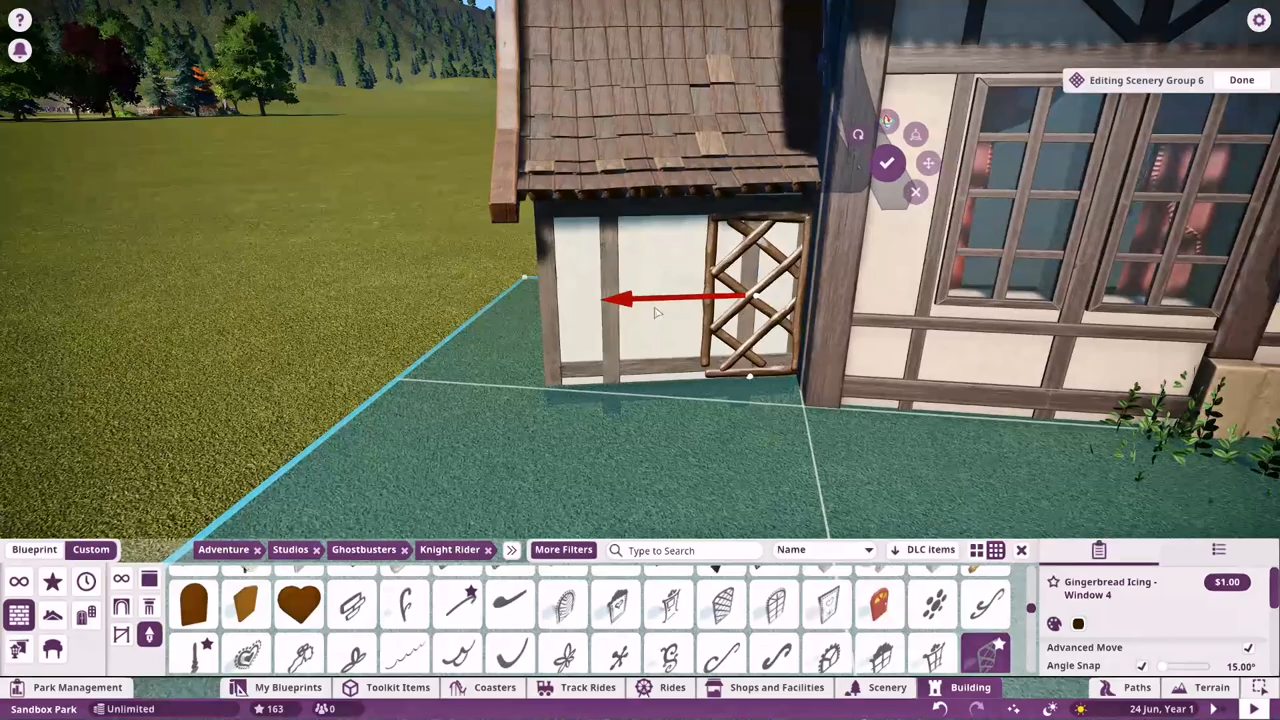 Editing Scenery Group 6 Done
Blueprint Custom Adventure Studios Ghostbusters Knight Rider More Filters Type to Search Name DLC items
Gingerbread Icing - Window 4 $1.00
Advanced Move
Angle Snap 15.00°
Park Management My Blueprints Toolkit Items Coasters Track Rides Rides Shops and Facilities Scenery Building Paths Terrain
Sandbox Park Unlimited 163 0 24 Jun, Year 1